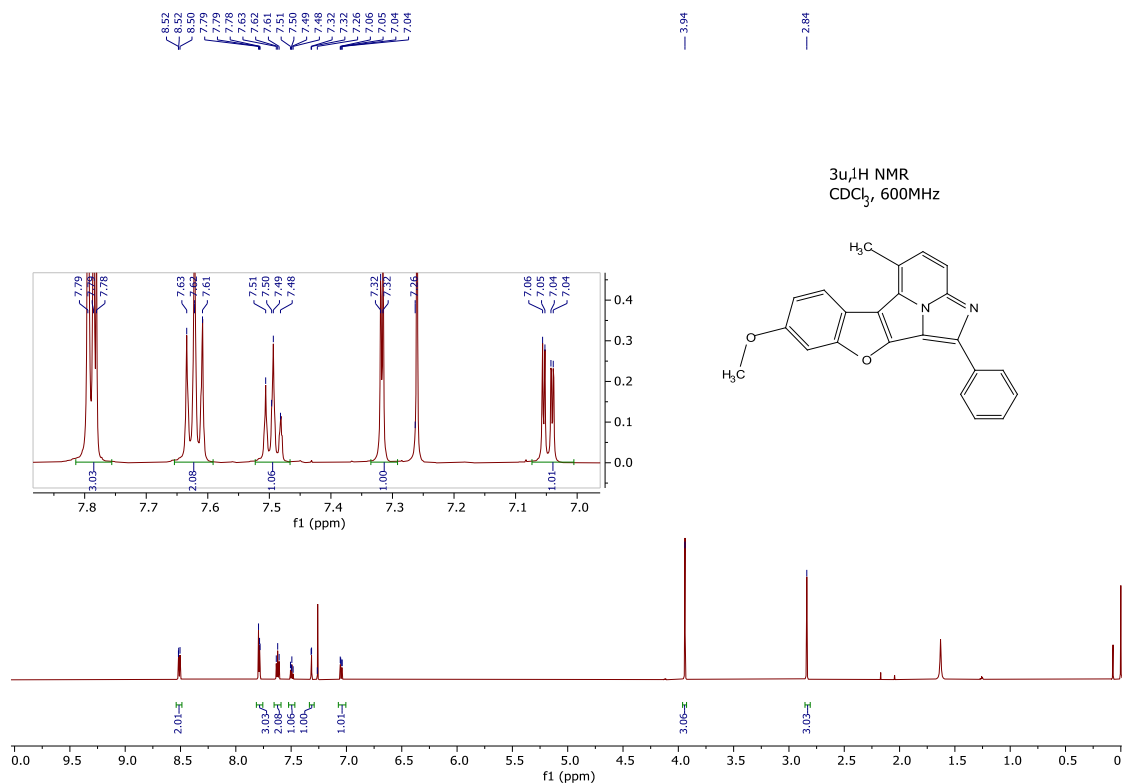 8.52 8.52 8.50 7.79 7.79 7.78 7.63 7.62 7.61 7.51 7.50 7.49 7.48 7.32 7.32 7.26 7.06 7.05 7.04 7.04
3.94
2.84
3u,1H NMR
CDCl3, 600MHz
H3C
N
N
O
O
H3C
7.79 7.79 7.78 7.63 7.62 7.61 7.51 7.50 7.49 7.48 7.32 7.32 7.26 7.06 7.05 7.04 7.04
0.4
0.3
0.2
0.1
0.0
3.03 2.08 1.06 1.00 1.01
7.8 7.7 7.6 7.5 7.4 7.3 7.2 7.1 7.0
f1 (ppm)
2.01 3.03 2.08 1.06 1.00 1.01 3.06 3.03
0.0 9.5 9.0 8.5 8.0 7.5 7.0 6.5 6.0 5.5 5.0 4.5 4.0 3.5 3.0 2.5 2.0 1.5 1.0 0.5 0
f1 (ppm)